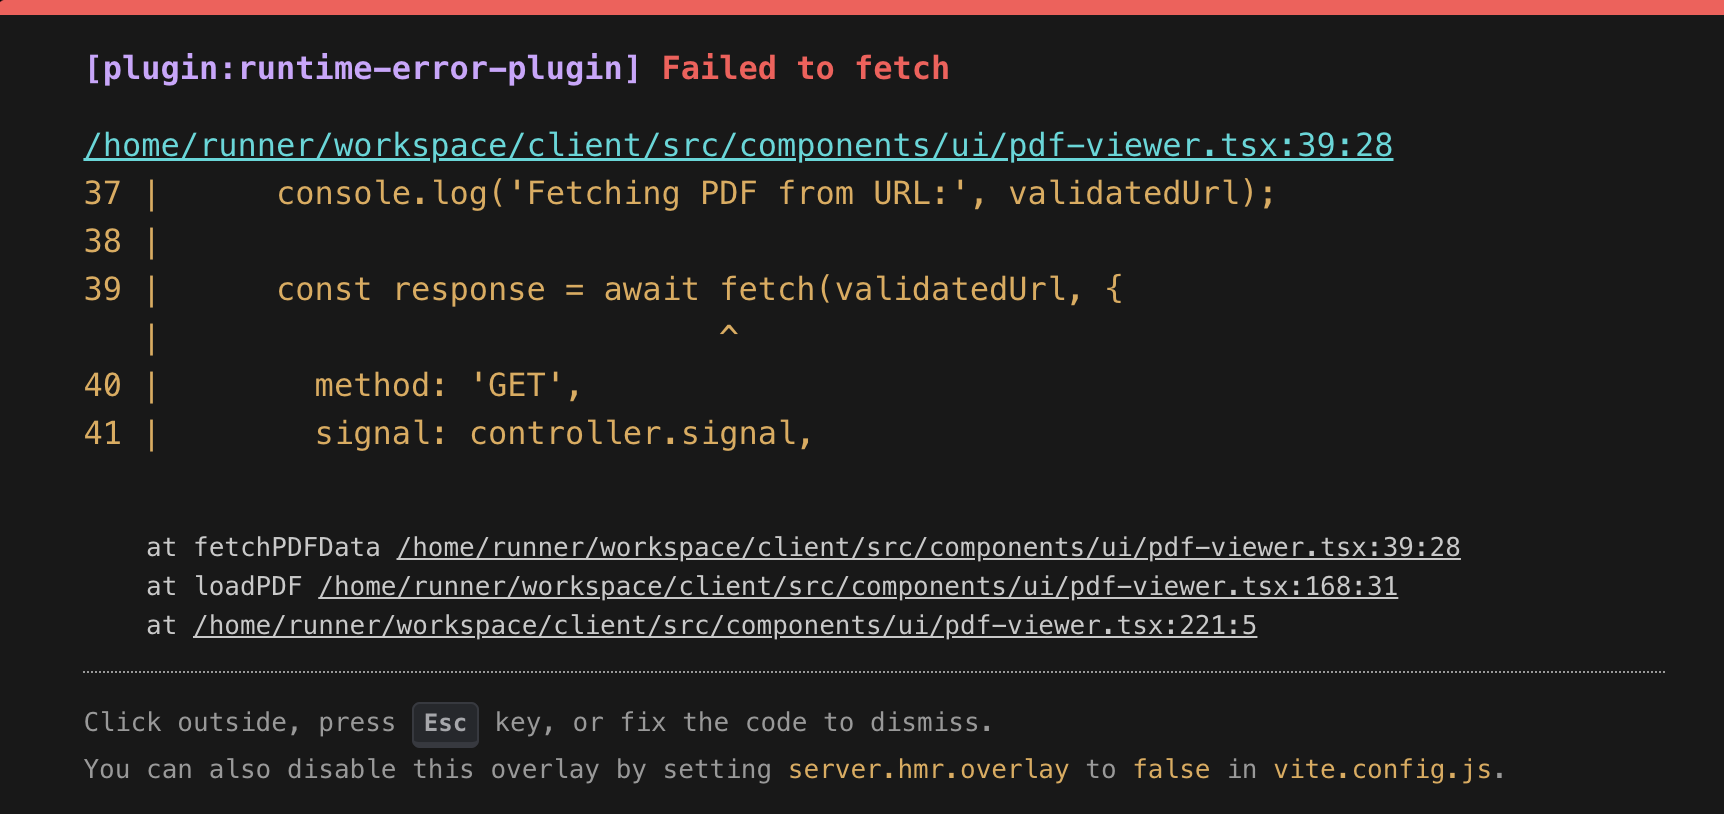 [plugin:runtime-error-plugin] Failed to fetch
/home/runner/workspace/client/src/components/ui/pdf-viewer.tsx:39:28
37 |      console.log('Fetching PDF from URL:', validatedUrl);
38 |
39 |      const response = await fetch(validatedUrl, {
   |                             ^
40 |        method: 'GET',
41 |        signal: controller.signal,
at fetchPDFData /home/runner/workspace/client/src/components/ui/pdf-viewer.tsx:39:28
at loadPDF /home/runner/workspace/client/src/components/ui/pdf-viewer.tsx:168:31
at /home/runner/workspace/client/src/components/ui/pdf-viewer.tsx:221:5
Click outside, press Esc key, or fix the code to dismiss.
You can also disable this overlay by setting server.hmr.overlay to false in vite.config.js.